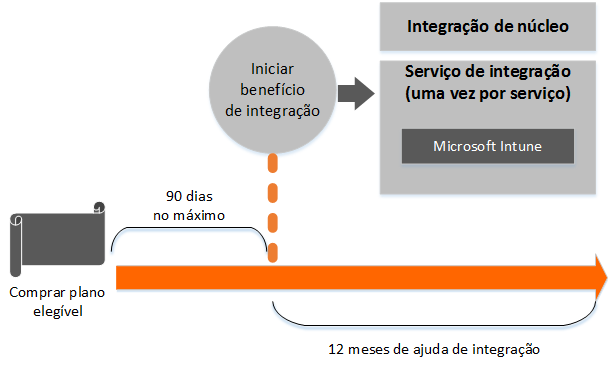 Integração de núcleo
Iniciar
benefício
de integração
Serviço de integração
(uma vez por serviço)
Microsoft Intune
90 dias
no máximo
Comprar plano
elegível
12 meses de ajuda de integração